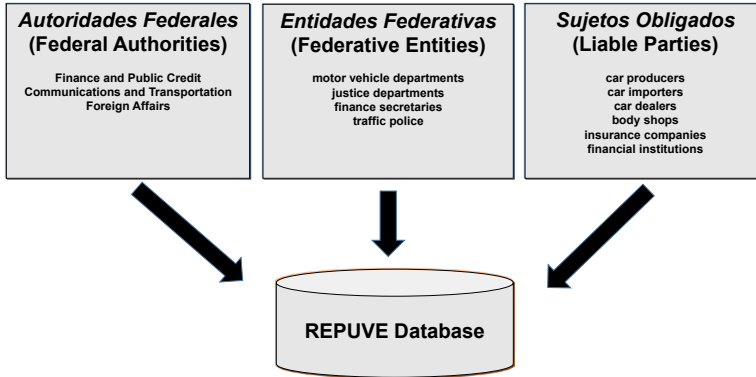 Autoridades Federales
(Federal Authorities)
Finance and Public Credit
Communications and Transportation
Foreign Affairs
Entidades Federativas
(Federative Entities)
motor vehicle departments
justice departments
finance secretaries
traffic police
Sujetos Obligados
(Liable Parties)
car producers
car importers
car dealers
body shops
insurance companies
financial institutions
REPUVE Database